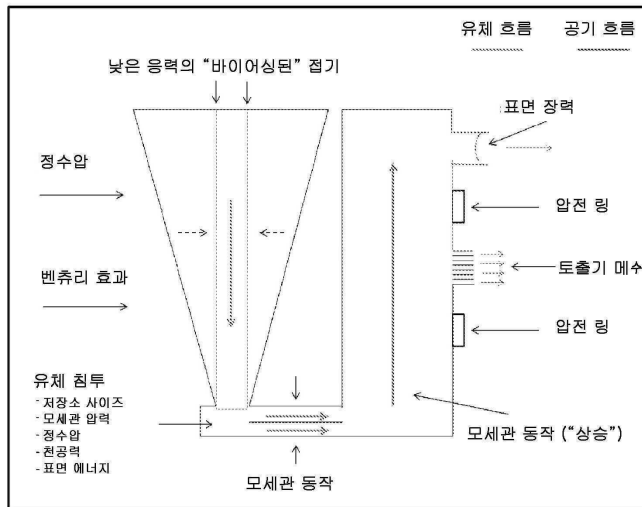 유체 흐름 공기 흐름
낮은 응력의 “바이어싱된” 접기
표면 장력
정수압
압전 링
벤츄리 효과
토출기 메쉬
압전 링
유체 침투
- 저장소 사이즈
- 모세관 압력
- 정수압
- 천공력
- 표면 에너지
모세관 동작 (“상승”)
모세관 동작